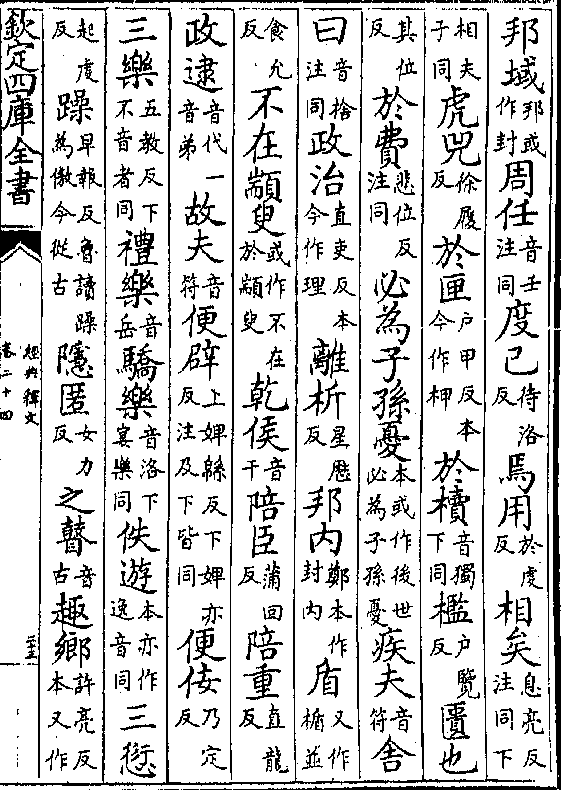 邦域邦或作封周任音壬注同度己待洛反焉用於虔反相矣息亮反注同下
相夫子同虎兕徐履反於匣戶甲反本今作柙於櫝音獨下同檻戶覽反匱也
其位反於費悲位反注同必為子孫憂本或作後世必為子孫憂疾夫音符舍
音捨注同曰政治直吏反本今作理離析星歷反邦内鄭本作封内盾又作楯並
食允反不在顓臾或作不在於顓臾乾侯音干陪臣蒲回反陪重直龍反
政逮音代一音弟故夫音符便辟上婢緜反下婢亦反注及下皆同便佞乃定反
三樂五教反下不音者同禮樂音岳驕樂音洛下宴樂同佚遊本亦作逸音同三愆
起虔反躁早報反魯讀躁為傲今從古隱匿女力反之瞽音古趣鄉許亮反本又作
欽定四庫全書
經典釋文
卷二十四